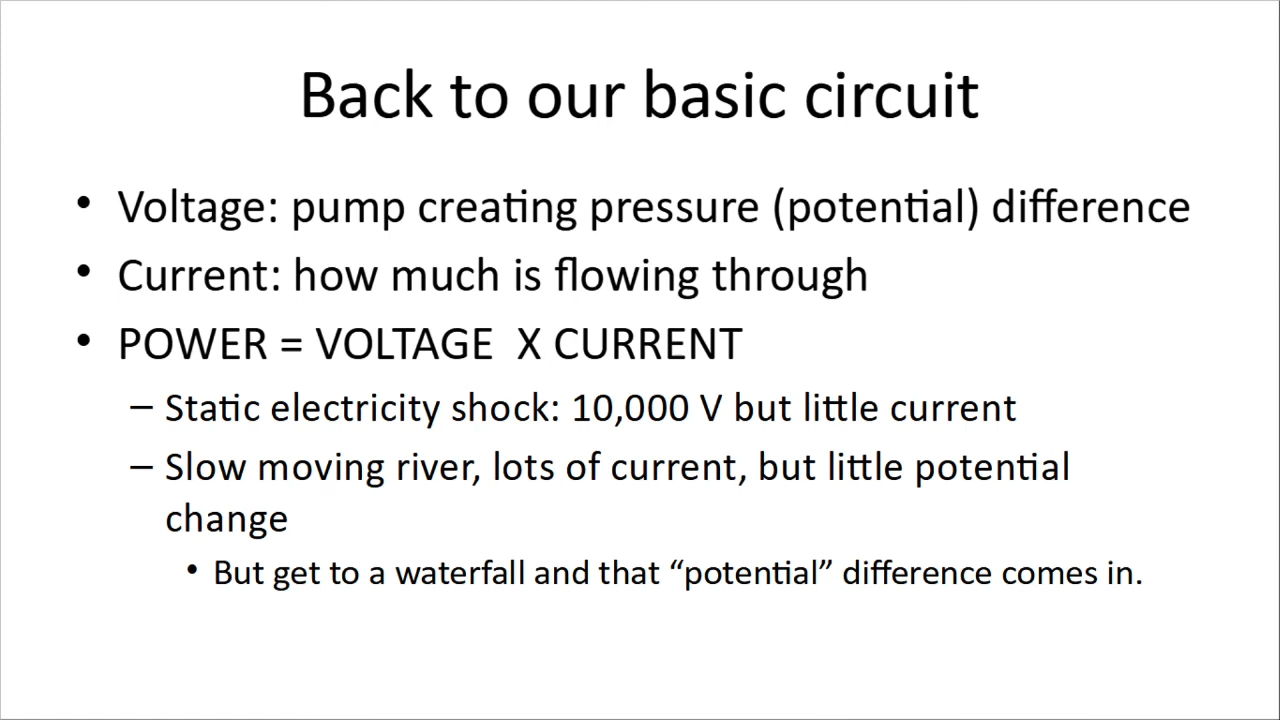 Back to our basic circuit
• Voltage: pump creating pressure (potential) difference
• Current: how much is flowing through
• POWER = VOLTAGE  X CURRENT
– Static electricity shock: 10,000 V but little current
– Slow moving river, lots of current, but little potential
change
• But get to a waterfall and that “potential” difference comes in.